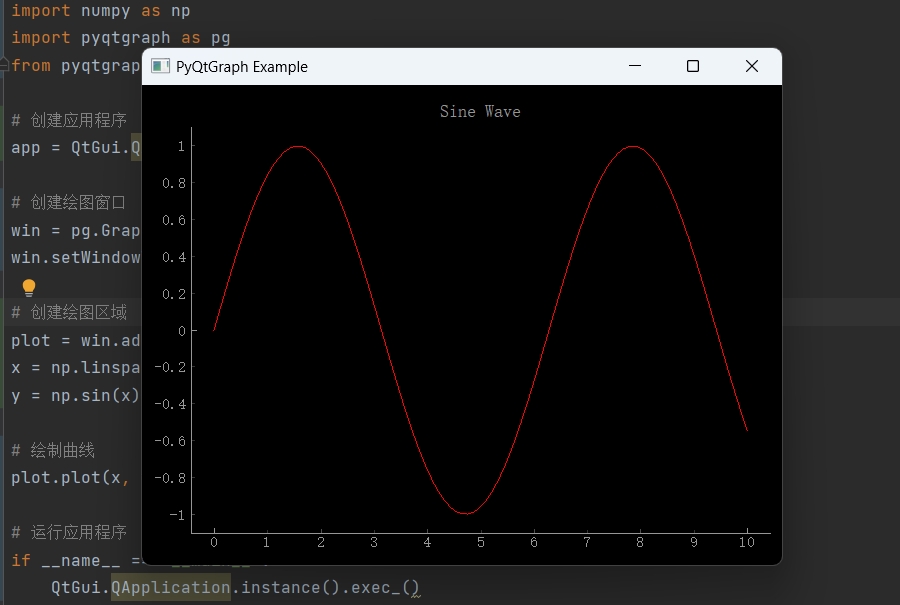 import numpy as np
import pyqtgraph as pg
from pyqtgrap
PyQtGraph Example
# 创建应用程序
app = QtGui.Q
# 创建绘图窗口
win = pg.Grap
win.setWindow
# 创建绘图区域
plot = win.ad
x = np.linspa
y = np.sin(x)
# 绘制曲线
plot.plot(x,
# 运行应用程序
if __name__ ==
QtGui.QApplication.instance().exec_()
Sine Wave
1
0.8
0.6
0.4
0.2
0
-0.2
-0.4
-0.6
-0.8
-1
0 1 2 3 4 5 6 7 8 9 10